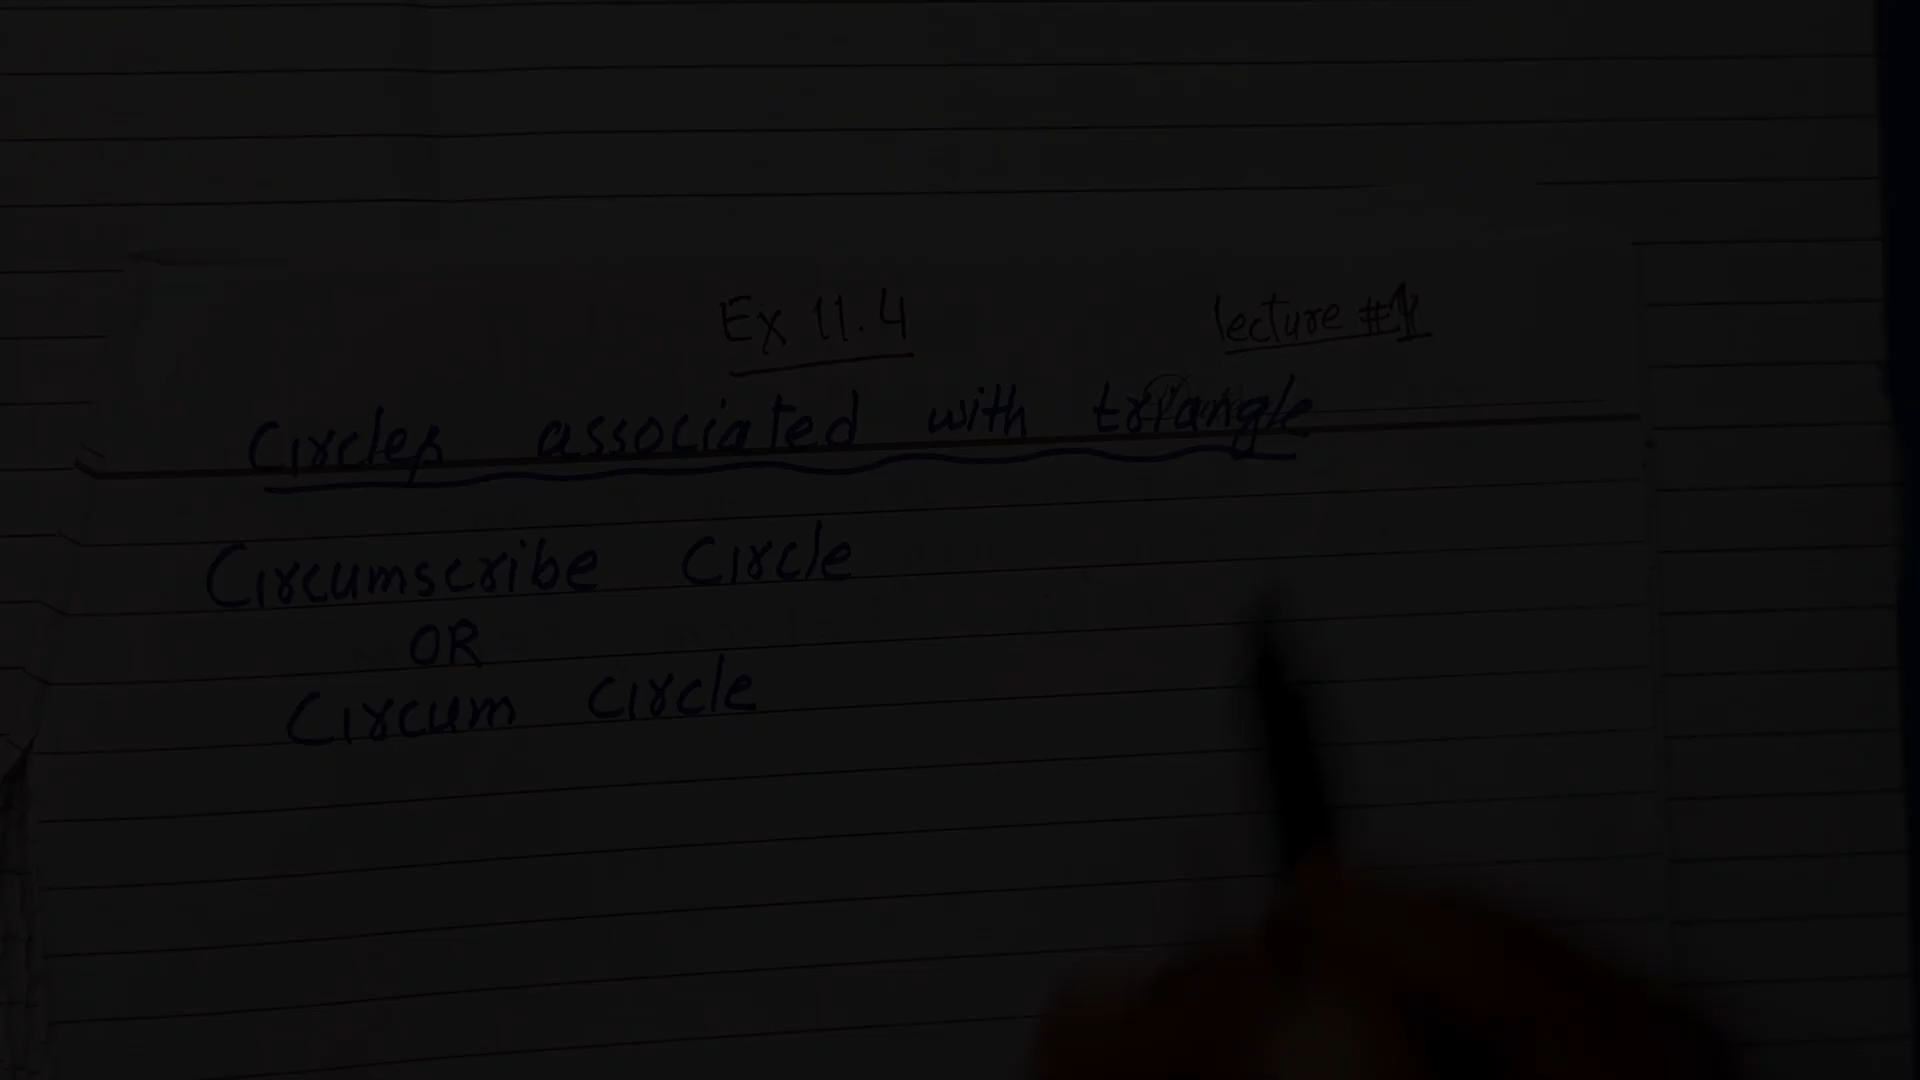 Ex 11.4 lecture #1
Circles associated with triangle
Circumscribe Circle
OR
Circum Circle